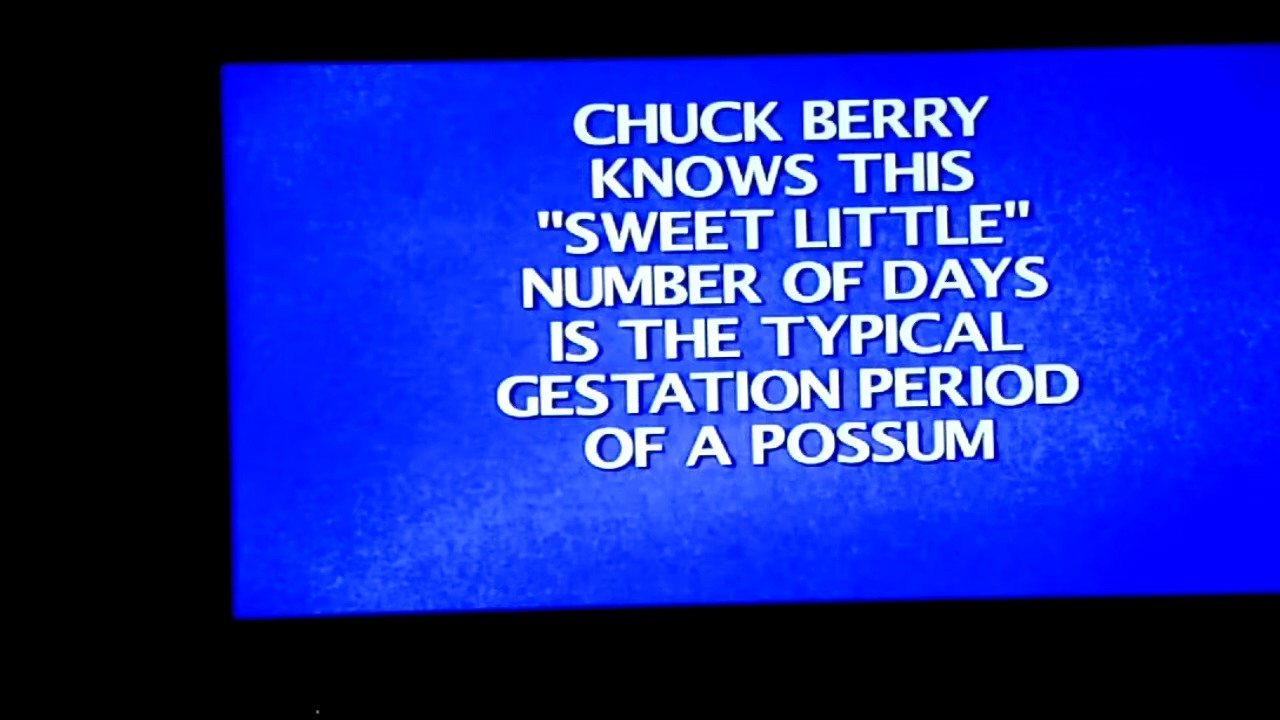 CHUCK BERRY
KNOWS THIS
"SWEET LITTLE"
NUMBER OF DAYS
IS THE TYPICAL
GESTATION PERIOD
OF A POSSUM